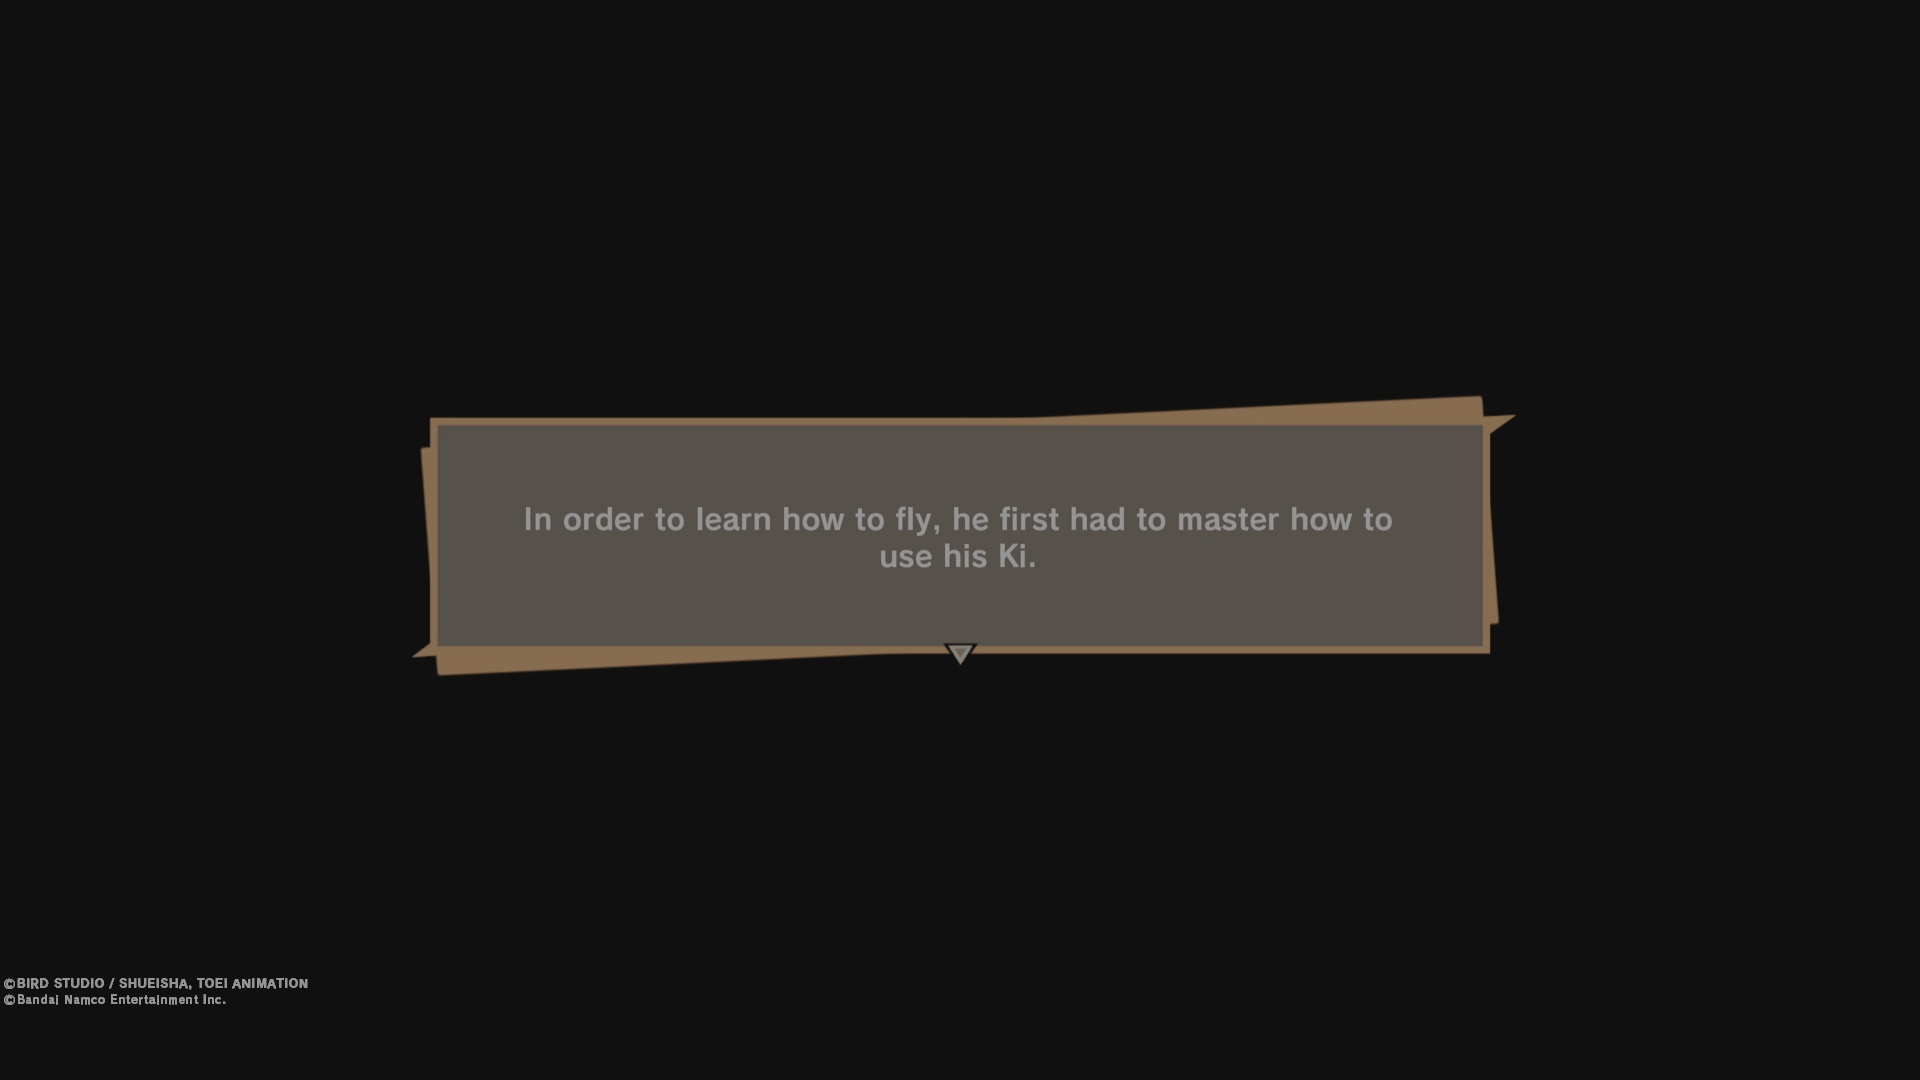 In order to learn how to fly, he first had to master how to
use his Ki.
©BIRD STUDIO / SHUEISHA, TOEI ANIMATION
©Bandai Namco Entertainment Inc.